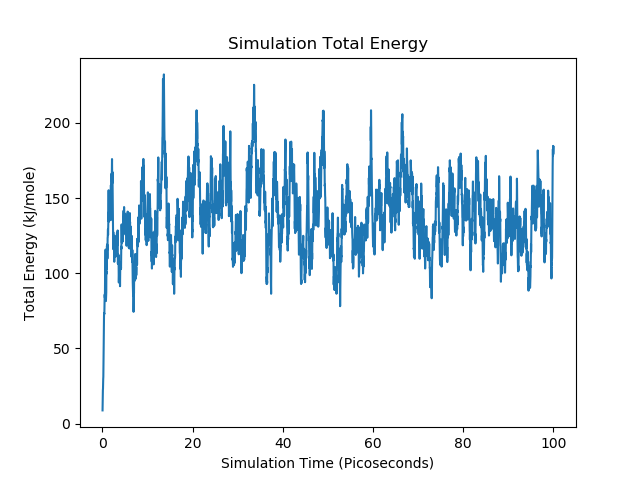 Simulation Total Energy
Total Energy (kJ/mole)
200
150
100
50
0
0 20 40 60 80 100
Simulation Time (Picoseconds)